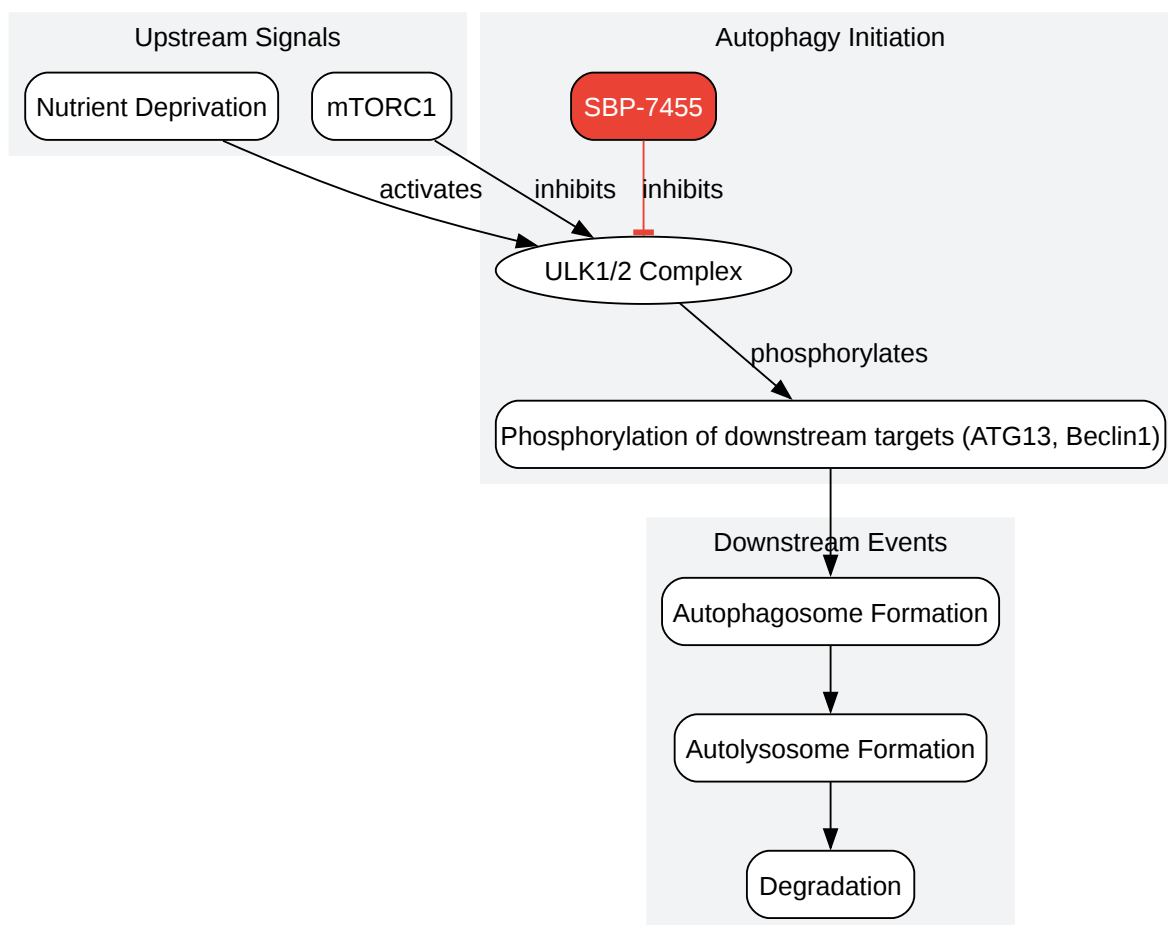 Upstream Signals
Autophagy Initiation
Nutrient Deprivation
mTORC1
SBP-7455
activates
inhibits
inhibits
ULK1/2 Complex
phosphorylates
Phosphorylation of downstream targets (ATG13, Beclin1)
Downstream Events
Autophagosome Formation
Autolysosome Formation
Degradation